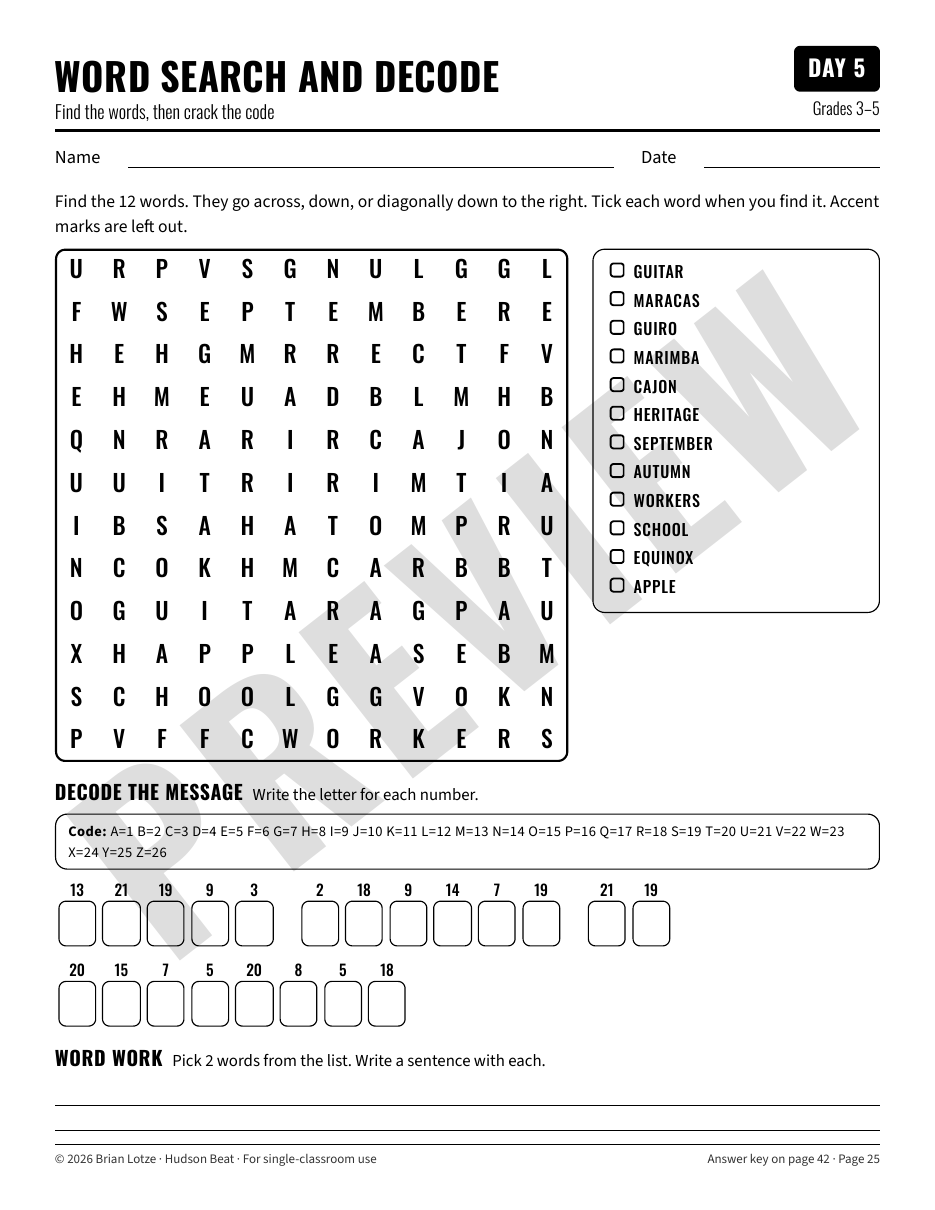 WORD SEARCH AND DECODE
DAY 5
Find the words, then crack the code
Grades 3–5
Name
Date
Find the 12 words. They go across, down, or diagonally down to the right. Tick each word when you find it. Accent
marks are left out.
U R P V S G N U L G G L
F W S E P T E M B E R E
H E H G M R R E C T F V
E H M E U A D B L M H B
Q N R A R I R C A J O N
U U I T R I R I M T I A
I B S A H A T O M P R U
N C O K H M C A R B B T
O G U I T A R A G P A U
X H A P P L E A S E B M
S C H O O L G G V O K N
P V F F C W O R K E R S
GUITAR
MARACAS
GUIRO
MARIMBA
CAJON
HERITAGE
SEPTEMBER
AUTUMN
WORKERS
SCHOOL
EQUINOX
APPLE
PREVIEW
DECODE THE MESSAGE Write the letter for each number.
Code: A=1 B=2 C=3 D=4 E=5 F=6 G=7 H=8 I=9 J=10 K=11 L=12 M=13 N=14 O=15 P=16 Q=17 R=18 S=19 T=20 U=21 V=22 W=23
X=24 Y=25 Z=26
13 21 19 9 3 2 18 9 14 7 19 21 19
20 15 7 5 20 8 5 18
WORD WORK Pick 2 words from the list. Write a sentence with each.
© 2026 Brian Lotze · Hudson Beat · For single-classroom use
Answer key on page 42 · Page 25